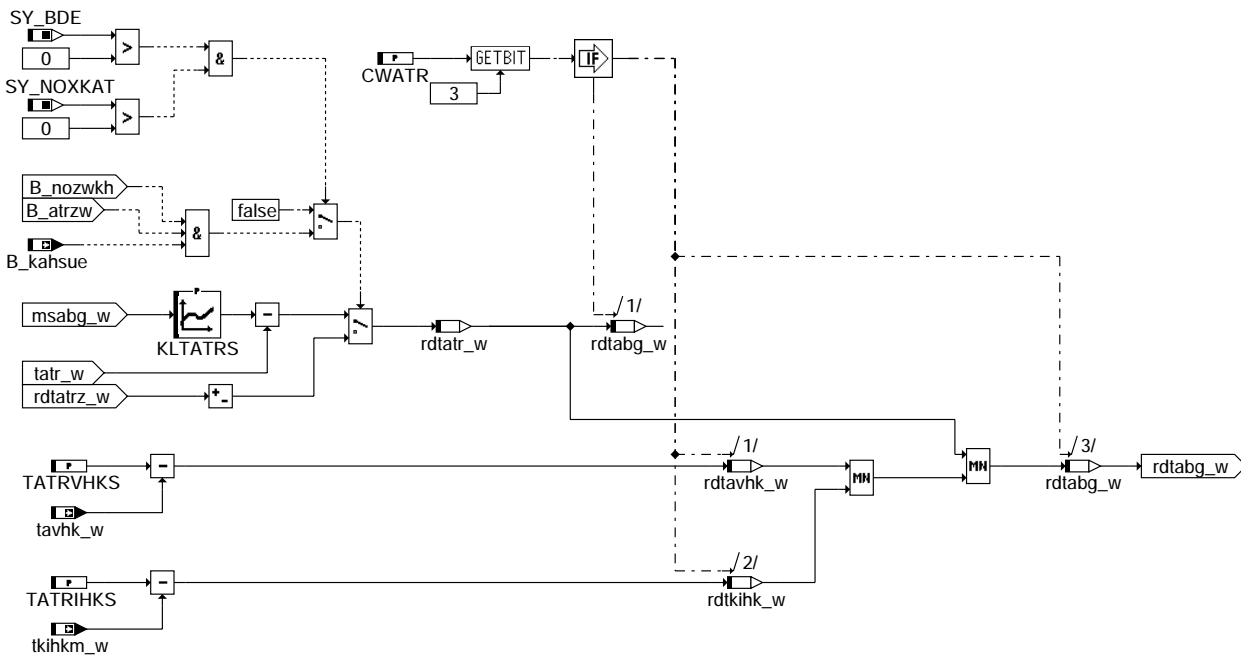 SY_BDE
>
0
&
SY_NOXKAT
>
0
P
CWATR
GETBIT
IF
3
B_nozwkh
B_atrzw
&
false
B_kahsue
msabg_w
P
KLTATRS
-
rdtatr_w
/1/
rdtabg_w
tatr_w
rdtatrz_w
+-
P
TATRVHKS
-
tavhk_w
/1/
rdtavhk_w
MN
MN
/3/
rdtabg_w
rdtabg_w
P
TATRIHKS
-
tkihkm_w
/2/
rdtkihk_w